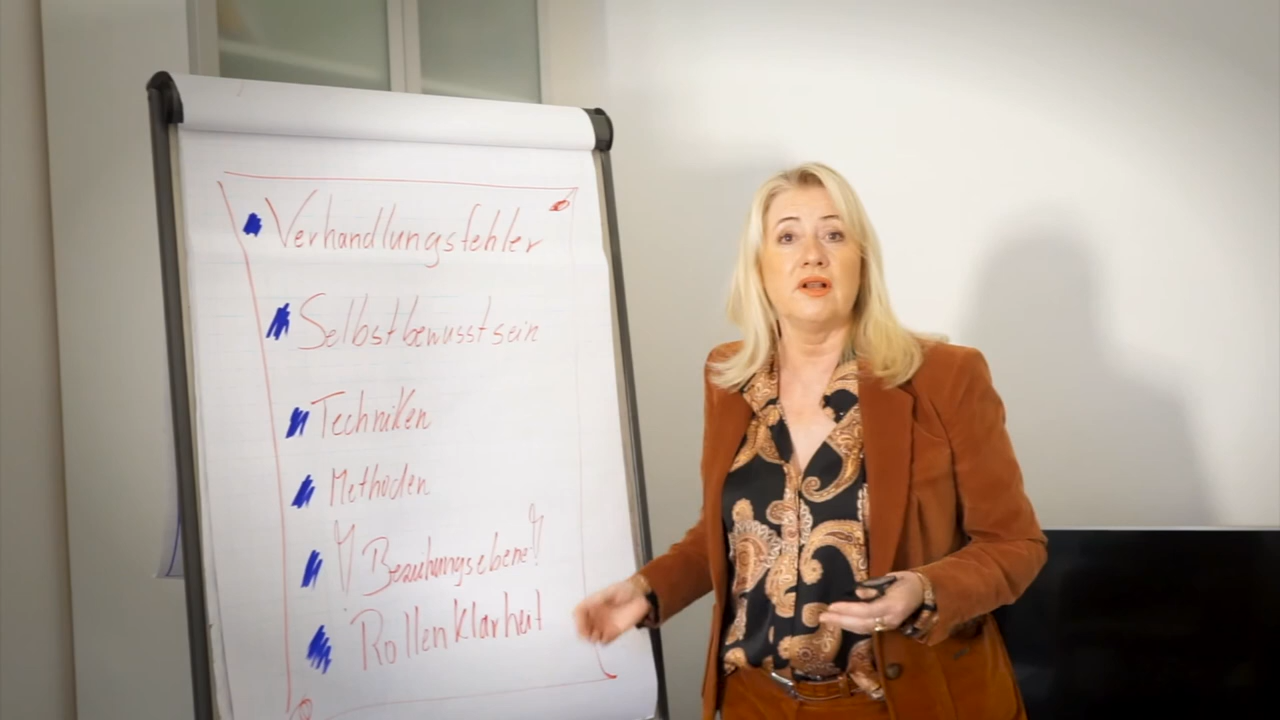 Verhandlungsfehler
Selbstbewusstsein
Techniken
Methoden
! Beziehungsebene!
Rollenklarheit